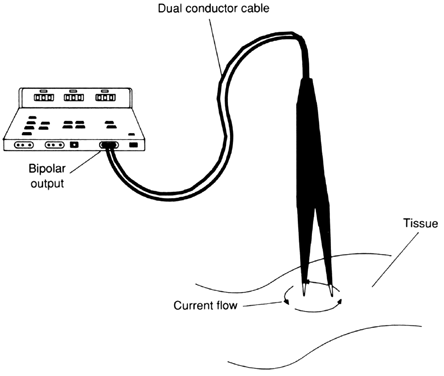 Dual conductor cable
Bipolar
output
Tissue
Current flow